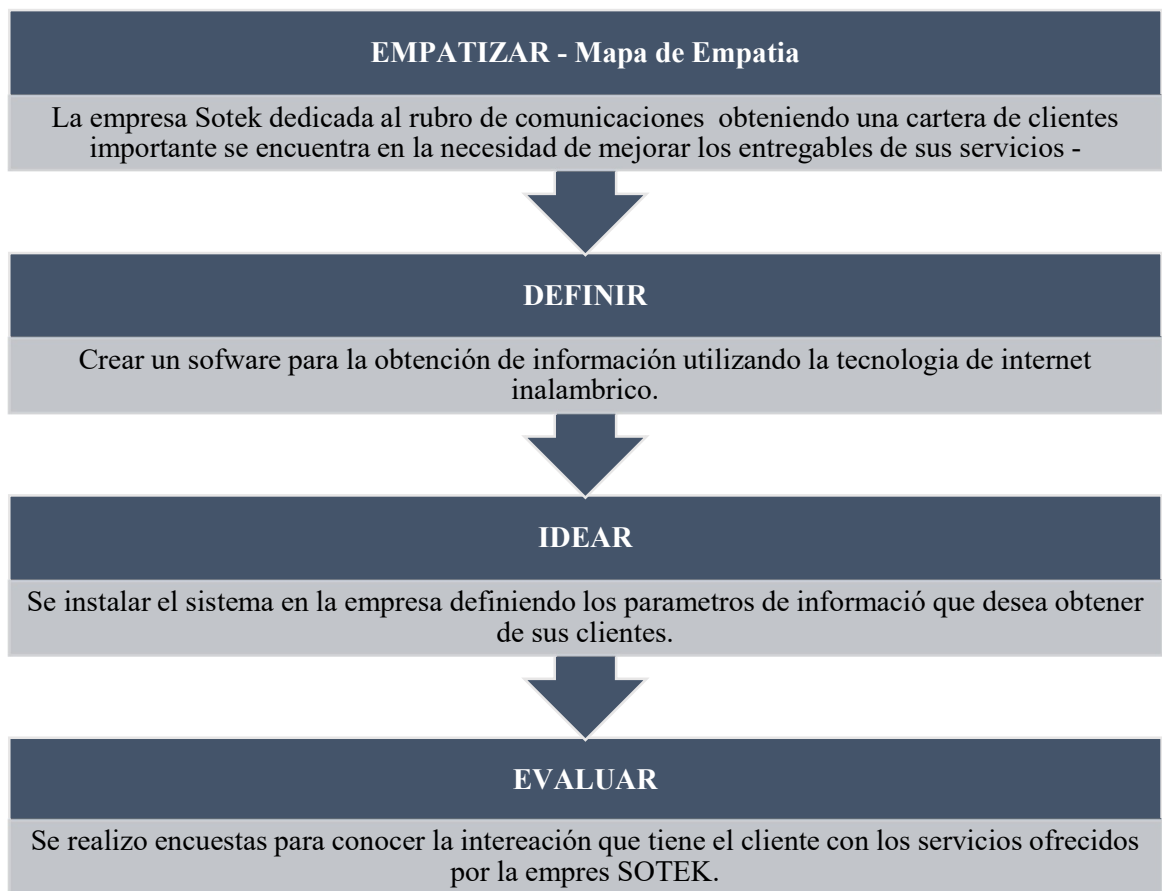 EMPATIZAR - Mapa de Empatia
La empresa Sotek dedicada al rubro de comunicaciones  obteniendo una cartera de clientes
importante se encuentra en la necesidad de mejorar los entregables de sus servicios -
DEFINIR
Crear un sofware para la obtención de información utilizando la tecnologia de internet
inalambrico.
IDEAR
Se instalar el sistema en la empresa definiendo los parametros de informació que desea obtener
de sus clientes.
EVALUAR
Se realizo encuestas para conocer la intereación que tiene el cliente con los servicios ofrecidos
por la empres SOTEK.